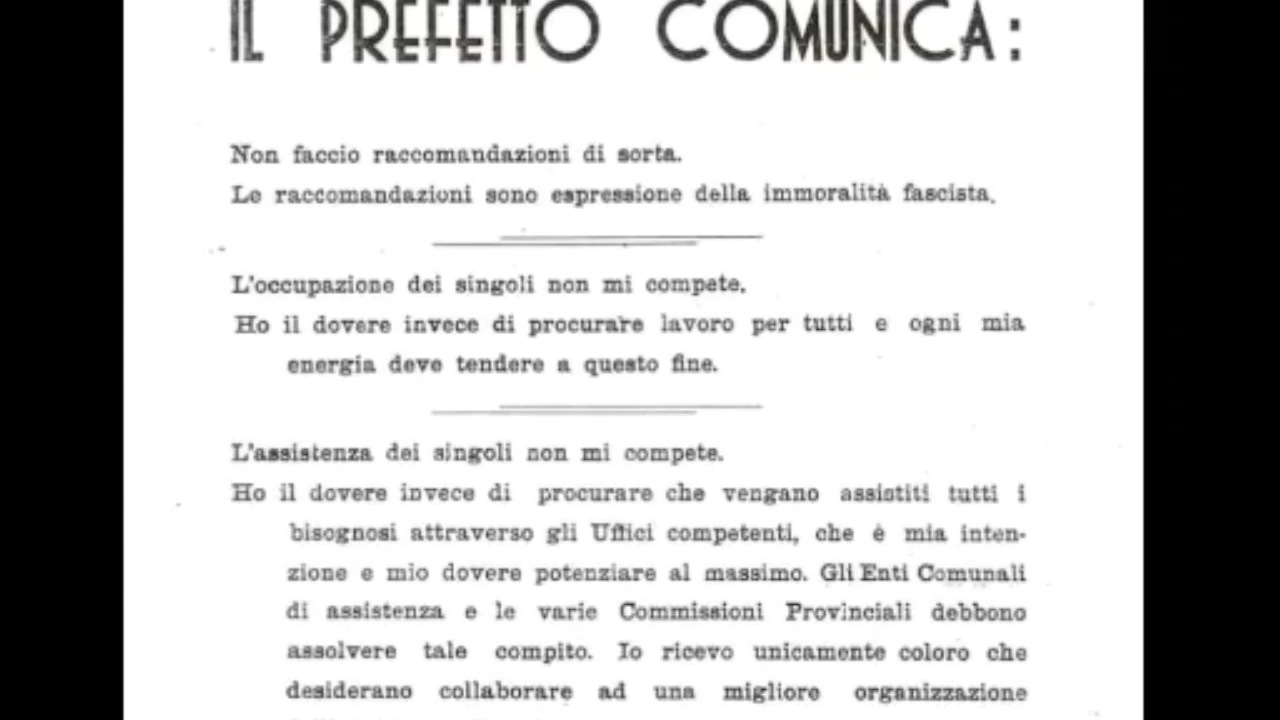 IL PREFETTO COMUNICA:
Non faccio raccomandazioni di sorta.
Le raccomandazioni sono espressione della immoralità fascista.
L'occupazione dei singoli non mi compete.
Ho il dovere invece di procurare lavoro per tutti e ogni mia
energia deve tendere a questo fine.
L'assistenza dei singoli non mi compete.
Ho il dovere invece di procurare che vengano assistiti tutti i
bisognosi attraverso gli Uffici competenti, che è mia inten-
zione e mio dovere potenziare al massimo. Gli Enti Comunali
di assistenza e le varie Commissioni Provinciali debbono
assolvere tale compito. Io ricevo unicamente coloro che
desiderano collaborare ad una migliore organizzazione